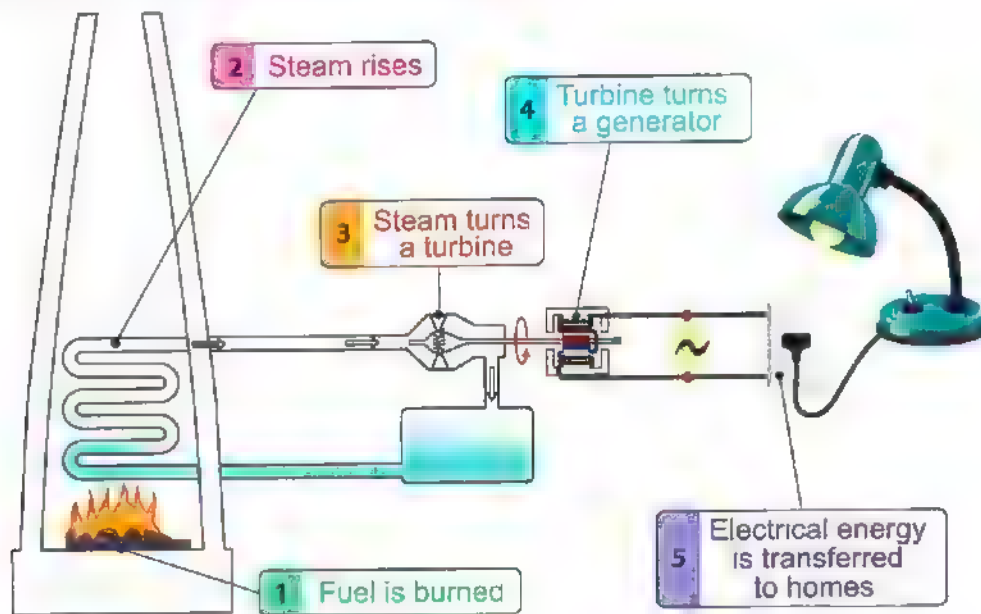 2 Steam rises
4 Turbine turns
a generator
3 Steam turns
a turbine
1 Fuel is burned
5 Electrical energy
is transferred
to homes